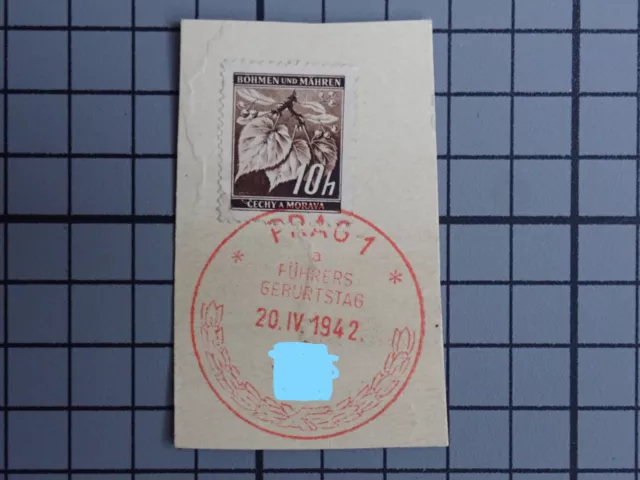 BÖHMEN UND MÄHREN
10h
ČECHY A MORAVA
PRAG 1
a
* *
FÜHRERS
GEBURTSTAG
20.IV.1942.